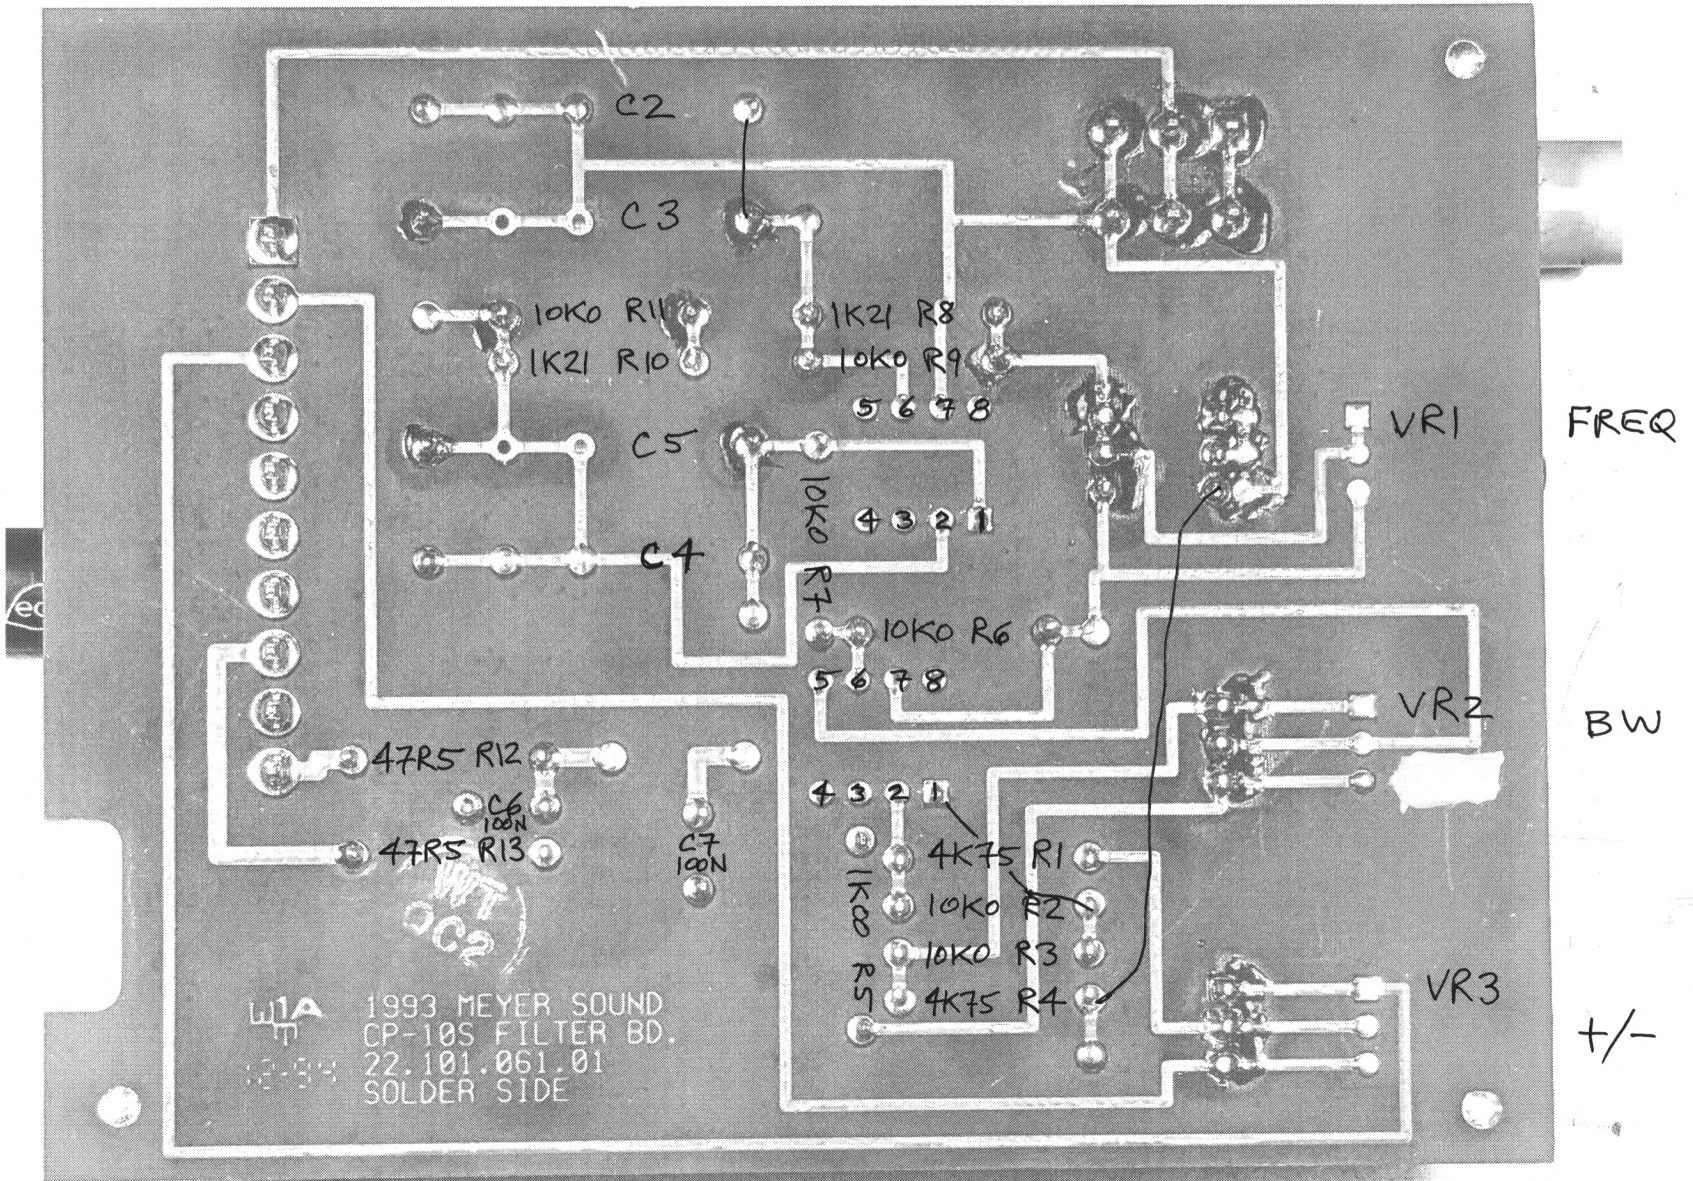 C2
C3
10K0 R11
1K21 R8
1K21 R10
10K0 R9
5 6 7 8
VR1
FREQ
C5
10K0 R7
4 3 2 1
C4
10K0 R6
5 6 7 8
VR2
BW
47R5 R12
C6
100N
4 3 2 1
47R5 R13
C7
100N
4K75 R1
1K00 R5
10K0 R2
10K0 R3
4K75 R4
VR3
+/-
1993 MEYER SOUND
CP-10S FILTER BD.
22.101.061.01
SOLDER SIDE